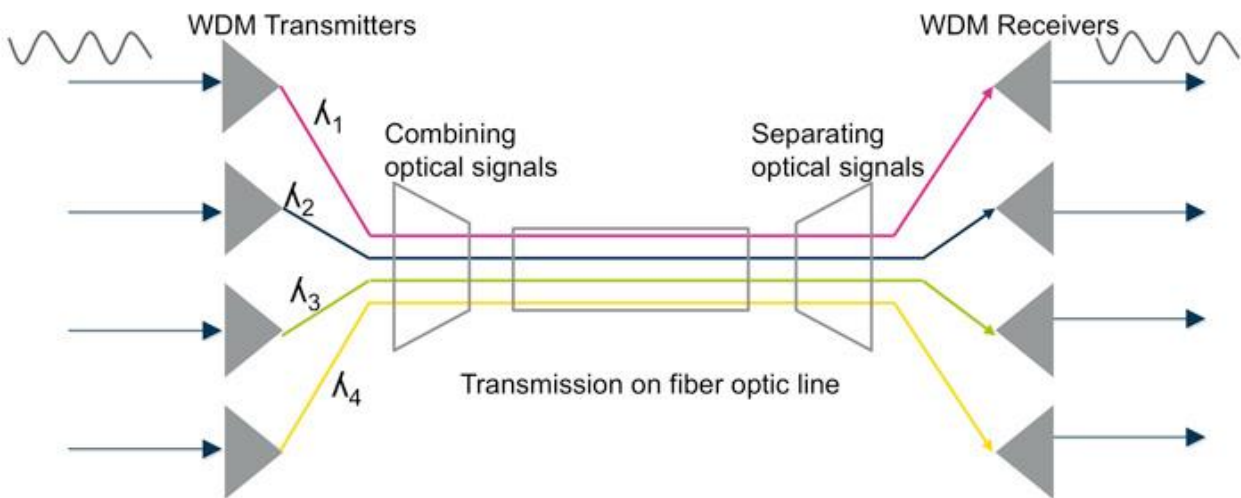 WDM Transmitters
WDM Receivers
λ1
Combining
optical signals
Separating
optical signals
λ2
λ3
λ4
Transmission on fiber optic line